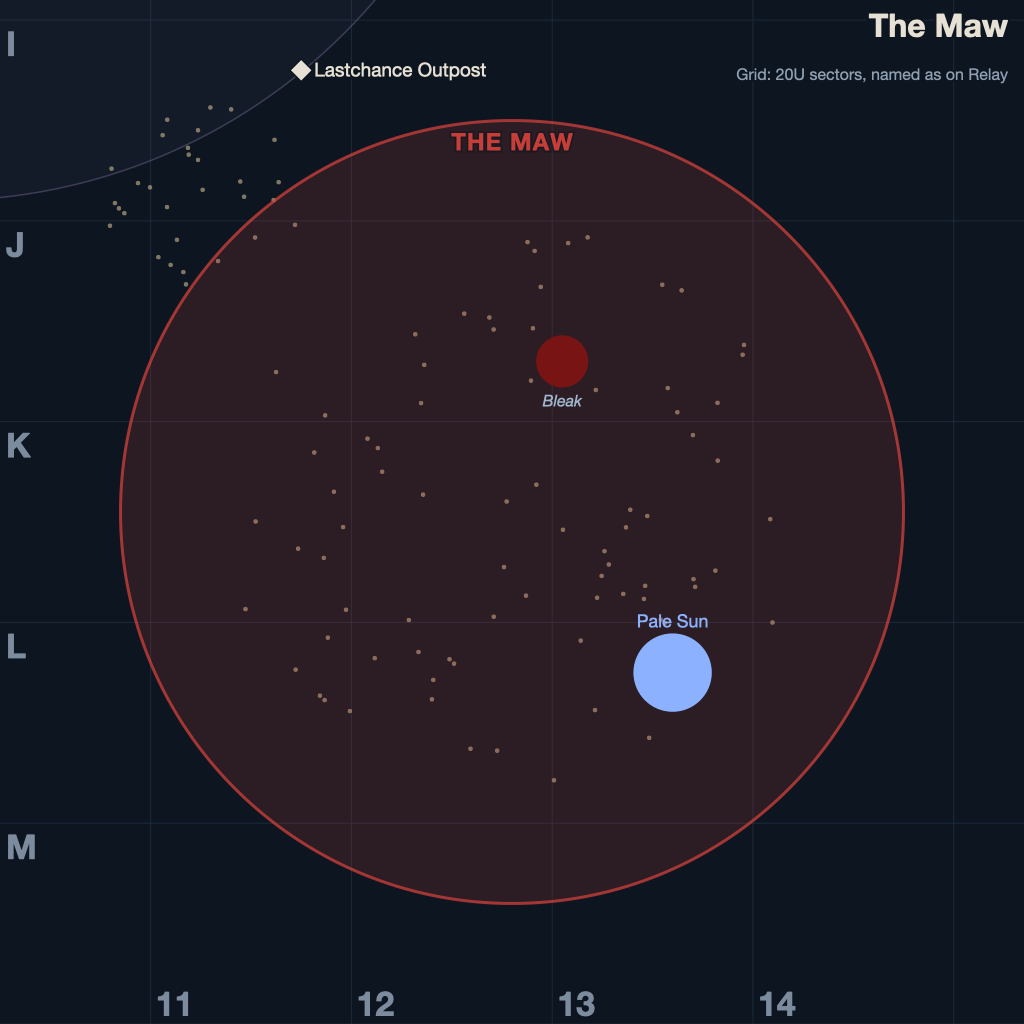 The Maw
I
Lastchance Outpost
Grid: 20U sectors, named as on Relay
THE MAW
J
Bleak
K
Pale Sun
L
M
11
12
13
14